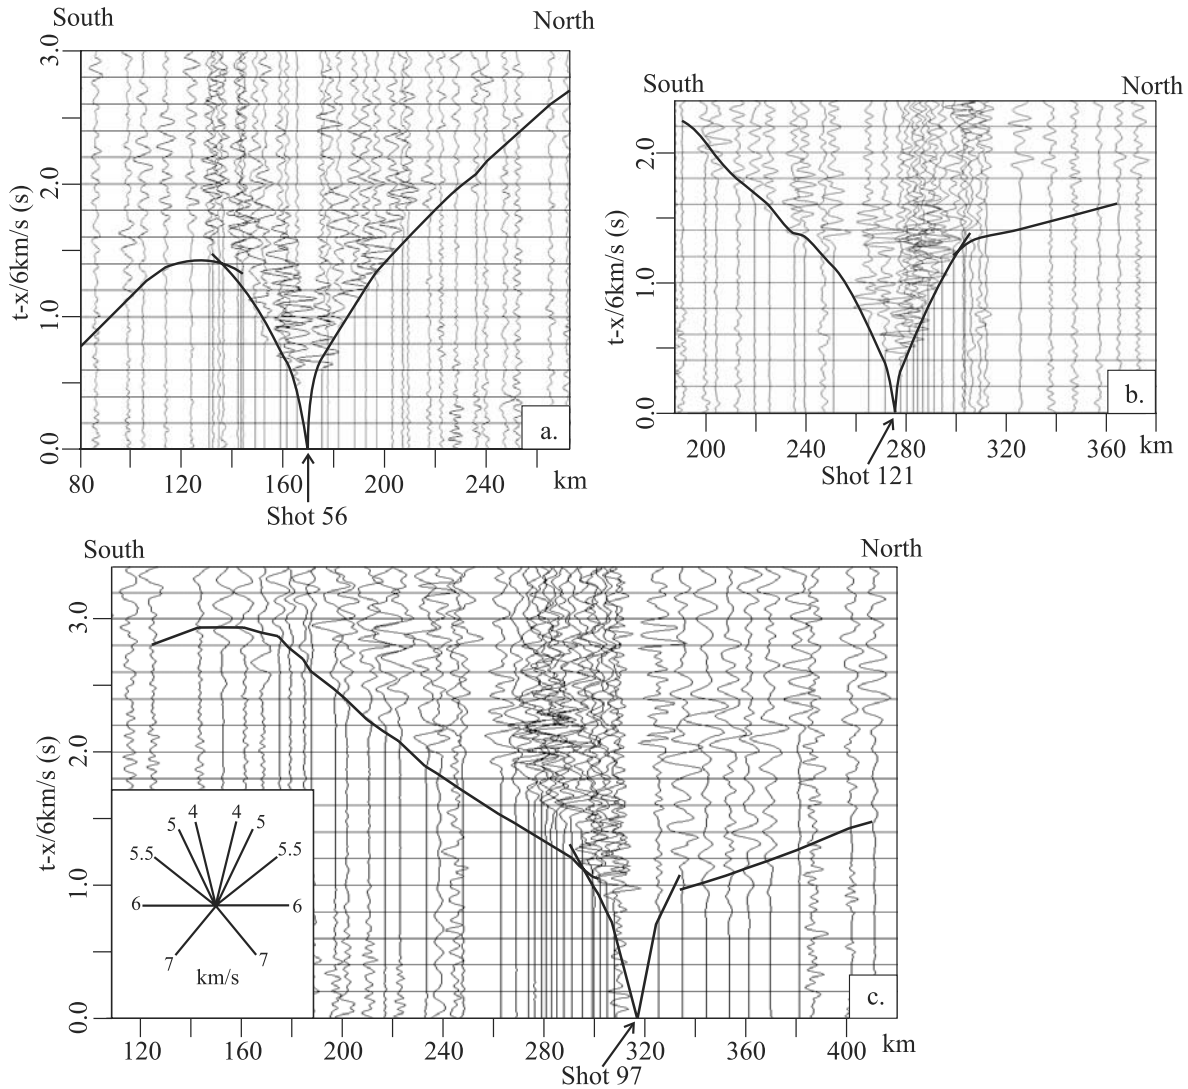 South
North
3.0
2.0
1.0
0.0
t-x/6km/s (s)
a.
80 120 160 200 240 km
Shot 56
South
North
2.0
1.0
0.0
t-x/6km/s (s)
b.
200 240 280 320 360 km
Shot 121
South
North
3.0
2.0
1.0
0.0
t-x/6km/s (s)
4 4
5 5
5.5 5.5
6 6
7 7
km/s
c.
120 160 200 240 280 320 360 400 km
Shot 97